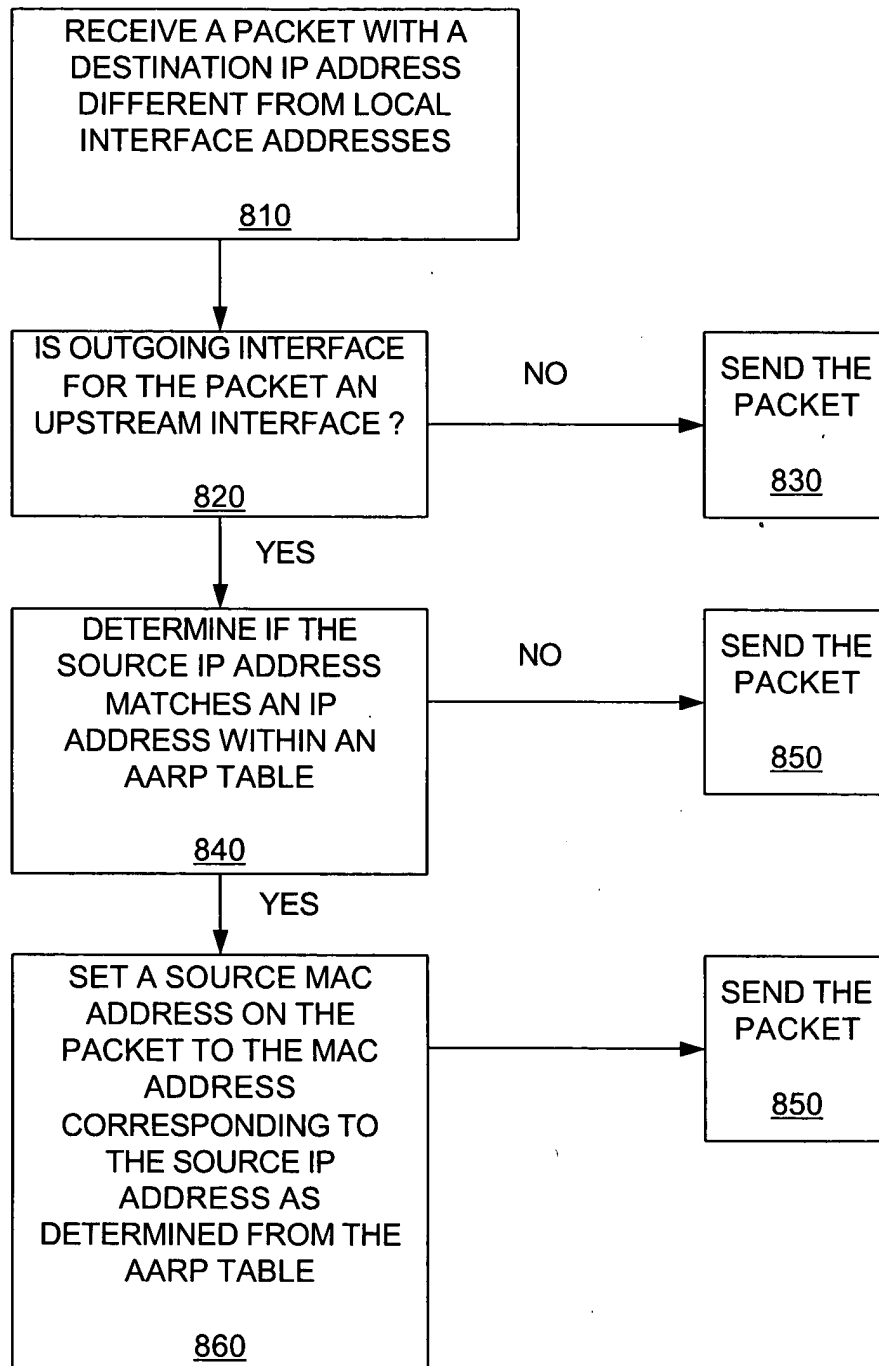 RECEIVE A PACKET WITH A
DESTINATION IP ADDRESS
DIFFERENT FROM LOCAL
INTERFACE ADDRESSES
810
IS OUTGOING INTERFACE
FOR THE PACKET AN
UPSTREAM INTERFACE ?
820
NO
SEND THE
PACKET
830
YES
DETERMINE IF THE
SOURCE IP ADDRESS
MATCHES AN IP
ADDRESS WITHIN AN
AARP TABLE
840
NO
SEND THE
PACKET
850
YES
SET A SOURCE MAC
ADDRESS ON THE
PACKET TO THE MAC
ADDRESS
CORRESPONDING TO
THE SOURCE IP
ADDRESS AS
DETERMINED FROM THE
AARP TABLE
860
SEND THE
PACKET
850